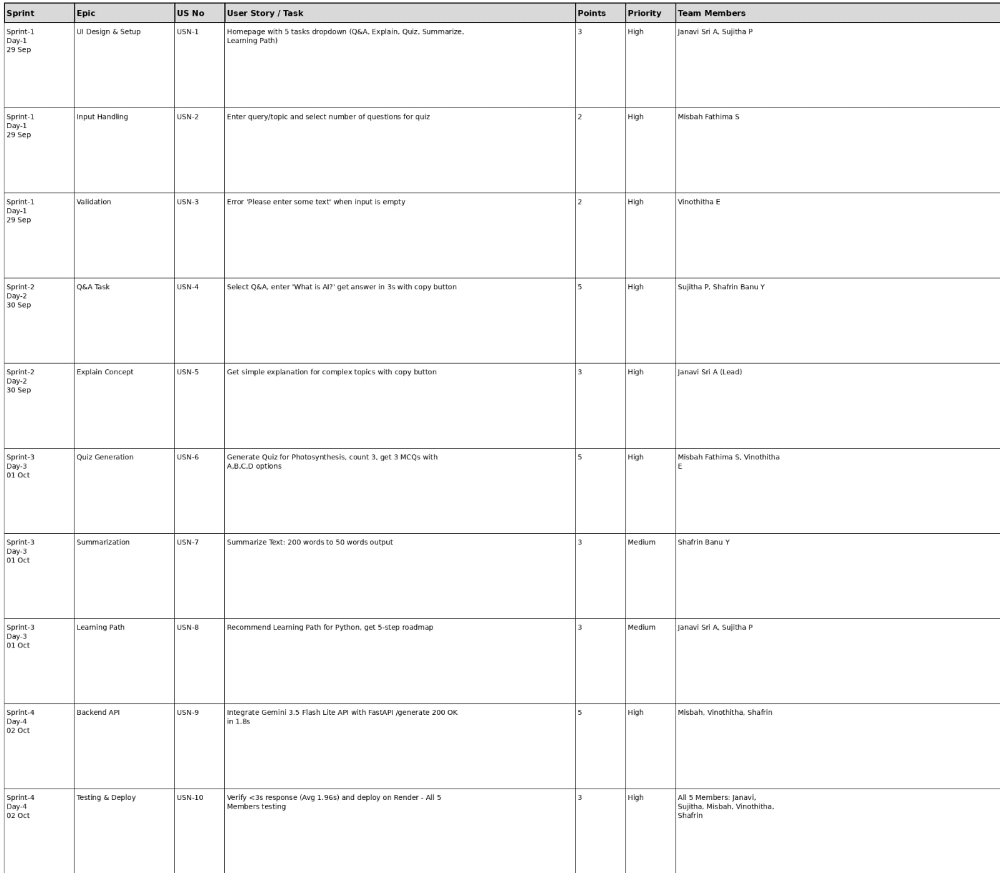 Sprint Epic US No User Story / Task Points Priority Team Members
Sprint-1 UI Design & Setup USN-1 Homepage with 5 tasks dropdown (Q&A, Explain, Quiz, Summarize, 3 High Janavi Sri A, Sujitha P
Day-1 Learning Path)
29 Sep
Sprint-1 Input Handling USN-2 Enter query/topic and select number of questions for quiz 2 High Misbah Fathima S
Day-1
29 Sep
Sprint-1 Validation USN-3 Error 'Please enter some text' when input is empty 2 High Vinothitha E
Day-1
29 Sep
Sprint-2 Q&A Task USN-4 Select Q&A, enter 'What is AI?' get answer in 3s with copy button 5 High Sujitha P, Shafrin Banu Y
Day-2
30 Sep
Sprint-2 Explain Concept USN-5 Get simple explanation for complex topics with copy button 3 High Janavi Sri A (Lead)
Day-2
30 Sep
Sprint-3 Quiz Generation USN-6 Generate Quiz for Photosynthesis, count 3, get 3 MCQs with 5 High Misbah Fathima S, Vinothitha
Day-3 A,B,C,D options E
01 Oct
Sprint-3 Summarization USN-7 Summarize Text: 200 words to 50 words output 3 Medium Shafrin Banu Y
Day-3
01 Oct
Sprint-3 Learning Path USN-8 Recommend Learning Path for Python, get 5-step roadmap 3 Medium Janavi Sri A, Sujitha P
Day-3
01 Oct
Sprint-4 Backend API USN-9 Integrate Gemini 3.5 Flash Lite API with FastAPI /generate 200 OK 5 High Misbah, Vinothitha, Shafrin
Day-4 in 1.8s
02 Oct
Sprint-4 Testing & Deploy USN-10 Verify <3s response (Avg 1.96s) and deploy on Render - All 5 3 High All 5 Members: Janavi,
Day-4 Members testing Sujitha, Misbah, Vinothitha,
02 Oct Shafrin